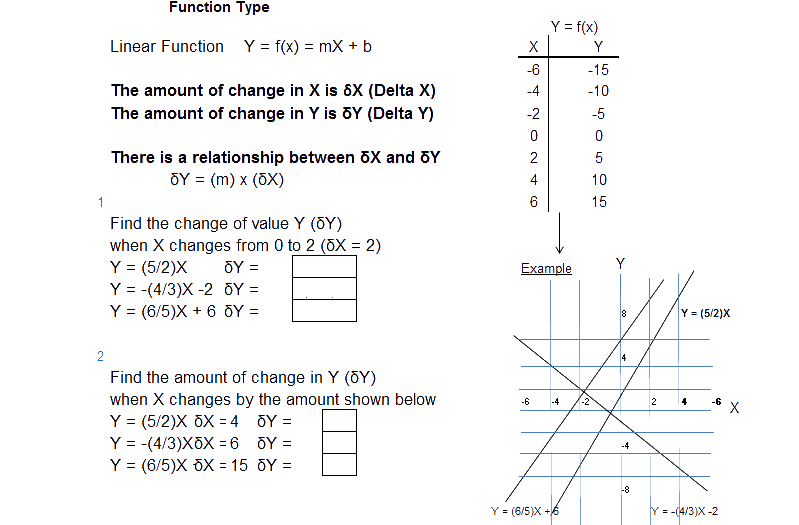 Function Type
Linear Function Y = f(x) = mX + b
The amount of change in X is δX (Delta X)
The amount of change in Y is δY (Delta Y)
There is a relationship between δX and δY
δY = (m) x (δX)
1
Find the change of value Y (δY)
when X changes from 0 to 2 (δX = 2)
Y = (5/2)X δY =
Y = -(4/3)X -2 δY =
Y = (6/5)X + 6 δY =
2
Find the amount of change in Y (δY)
when X changes by the amount shown below
Y = (5/2)X δX = 4 δY =
Y = -(4/3)XδX = 6 δY =
Y = (6/5)X δX = 15 δY =
Y = f(x)
X Y
-6 -15
-4 -10
-2 -5
0 0
2 5
4 10
6 15
Example
Y
8
Y = (5/2)X
4
-6 -4 -2 2 4 -6 X
-4
-8
Y = (6/5)X +6 Y = -(4/3)X -2